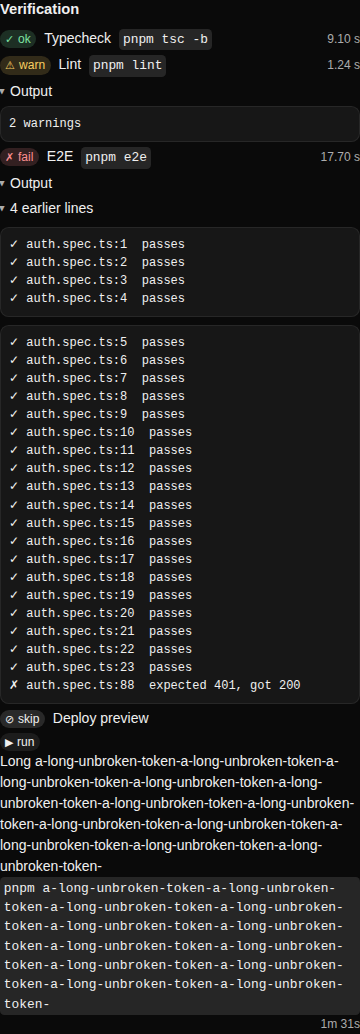 Verification
✓ ok Typecheck pnpm tsc -b 9.10 s
⚠ warn Lint pnpm lint 1.24 s
▾ Output
2 warnings
✗ fail E2E pnpm e2e 17.70 s
▾ Output
▾ 4 earlier lines
✓ auth.spec.ts:1 passes
✓ auth.spec.ts:2 passes
✓ auth.spec.ts:3 passes
✓ auth.spec.ts:4 passes
✓ auth.spec.ts:5 passes
✓ auth.spec.ts:6 passes
✓ auth.spec.ts:7 passes
✓ auth.spec.ts:8 passes
✓ auth.spec.ts:9 passes
✓ auth.spec.ts:10 passes
✓ auth.spec.ts:11 passes
✓ auth.spec.ts:12 passes
✓ auth.spec.ts:13 passes
✓ auth.spec.ts:14 passes
✓ auth.spec.ts:15 passes
✓ auth.spec.ts:16 passes
✓ auth.spec.ts:17 passes
✓ auth.spec.ts:18 passes
✓ auth.spec.ts:19 passes
✓ auth.spec.ts:20 passes
✓ auth.spec.ts:21 passes
✓ auth.spec.ts:22 passes
✓ auth.spec.ts:23 passes
✗ auth.spec.ts:88 expected 401, got 200
⊘ skip Deploy preview
▶ run
Long a-long-unbroken-token-a-long-unbroken-token-a-
long-unbroken-token-a-long-unbroken-token-a-long-
unbroken-token-a-long-unbroken-token-a-long-unbroken-
token-a-long-unbroken-token-a-long-unbroken-token-a-
long-unbroken-token-a-long-unbroken-token-a-long-
unbroken-token-
pnpm a-long-unbroken-token-a-long-unbroken-
token-a-long-unbroken-token-a-long-unbroken-
token-a-long-unbroken-token-a-long-unbroken-
token-a-long-unbroken-token-a-long-unbroken-
token-a-long-unbroken-token-a-long-unbroken-
token-a-long-unbroken-token-a-long-unbroken-
token-
1m 31s